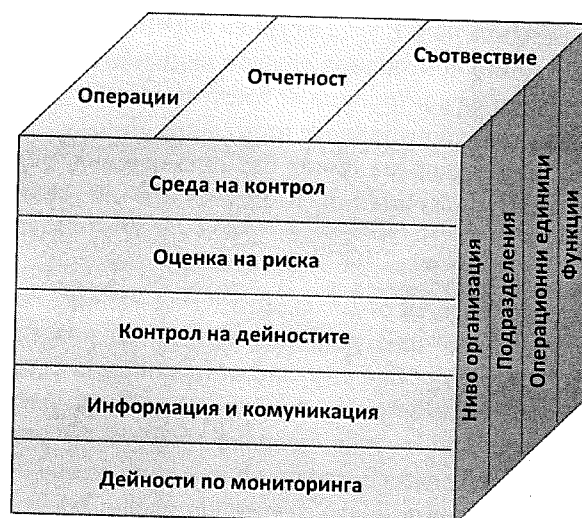 Операции
Отчетност
Съотвествие
Среда на контрол
Оценка на риска
Контрол на дейностите
Информация и комуникация
Дейности по мониторинга
Ниво организация
Подразделения
Операционни единици
Функции